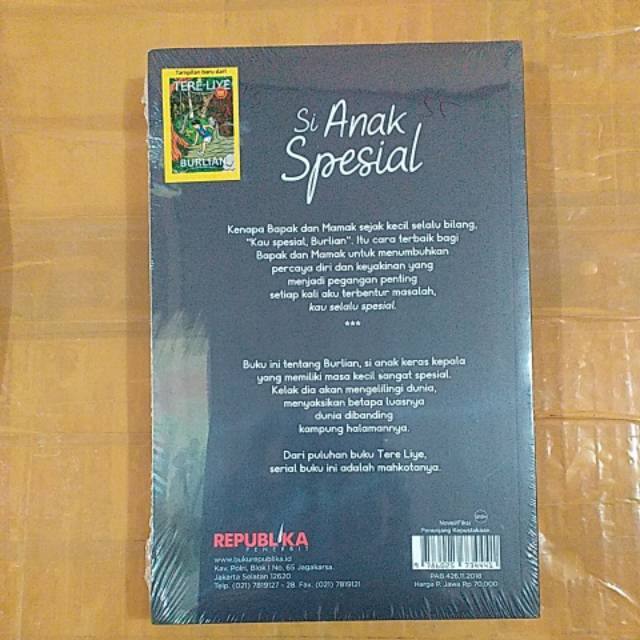 Tampilan baru dari
TERE-LIYE
BURLIAN
Si Anak
Spesial
Kenapa Bapak dan Mamak sejak kecil selalu bilang,
"Kau spesial, Burlian". Itu cara terbaik bagi
Bapak dan Mamak untuk menumbuhkan
percaya diri dan keyakinan yang
menjadi pegangan penting
setiap kali aku terbentur masalah,
kau selalu spesial.
***
Buku ini tentang Burlian, si anak keras kepala
yang memiliki masa kecil sangat spesial.
Kelak dia akan mengelilingi dunia,
menyaksikan betapa luasnya
dunia dibanding
kampung halamannya.
Dari puluhan buku Tere Liye,
serial buku ini adalah mahkotanya.
REPUBLIKA
PENERBIT
www.bukurepublika.id
Kav. Polri, Blok I No. 65 Jagakarsa.
Jakarta Selatan 12620
Telp. (021) 7819127 - 28. Fax. (021) 7819121
Novel/Fiksi
Penunjang Kepustakaan
PAB.426.11.2018
Harga P. Jawa Rp 70,000